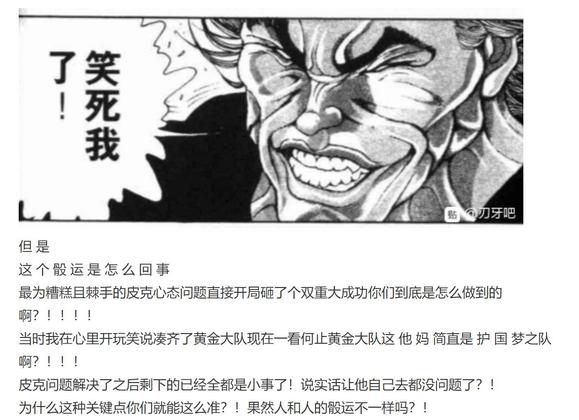 笑死我
了！
贴 @刃牙吧
但 是
这 个 骰 运 是 怎 么 回 事
最为糟糕且棘手的皮克心态问题直接开局砸了个双重大成功你们到底是怎么做到的
啊？！！！！
当时我在心里开玩笑说凑齐了黄金大队现在一看何止黄金大队这 他 妈 简直是 护 国 梦之队
啊？！！！
皮克问题解决了之后剩下的已经全都是小事了！说实话让他自己去都没问题了？！
为什么这种关键点你们就能这么准？！果然人和人的骰运不一样吗？！